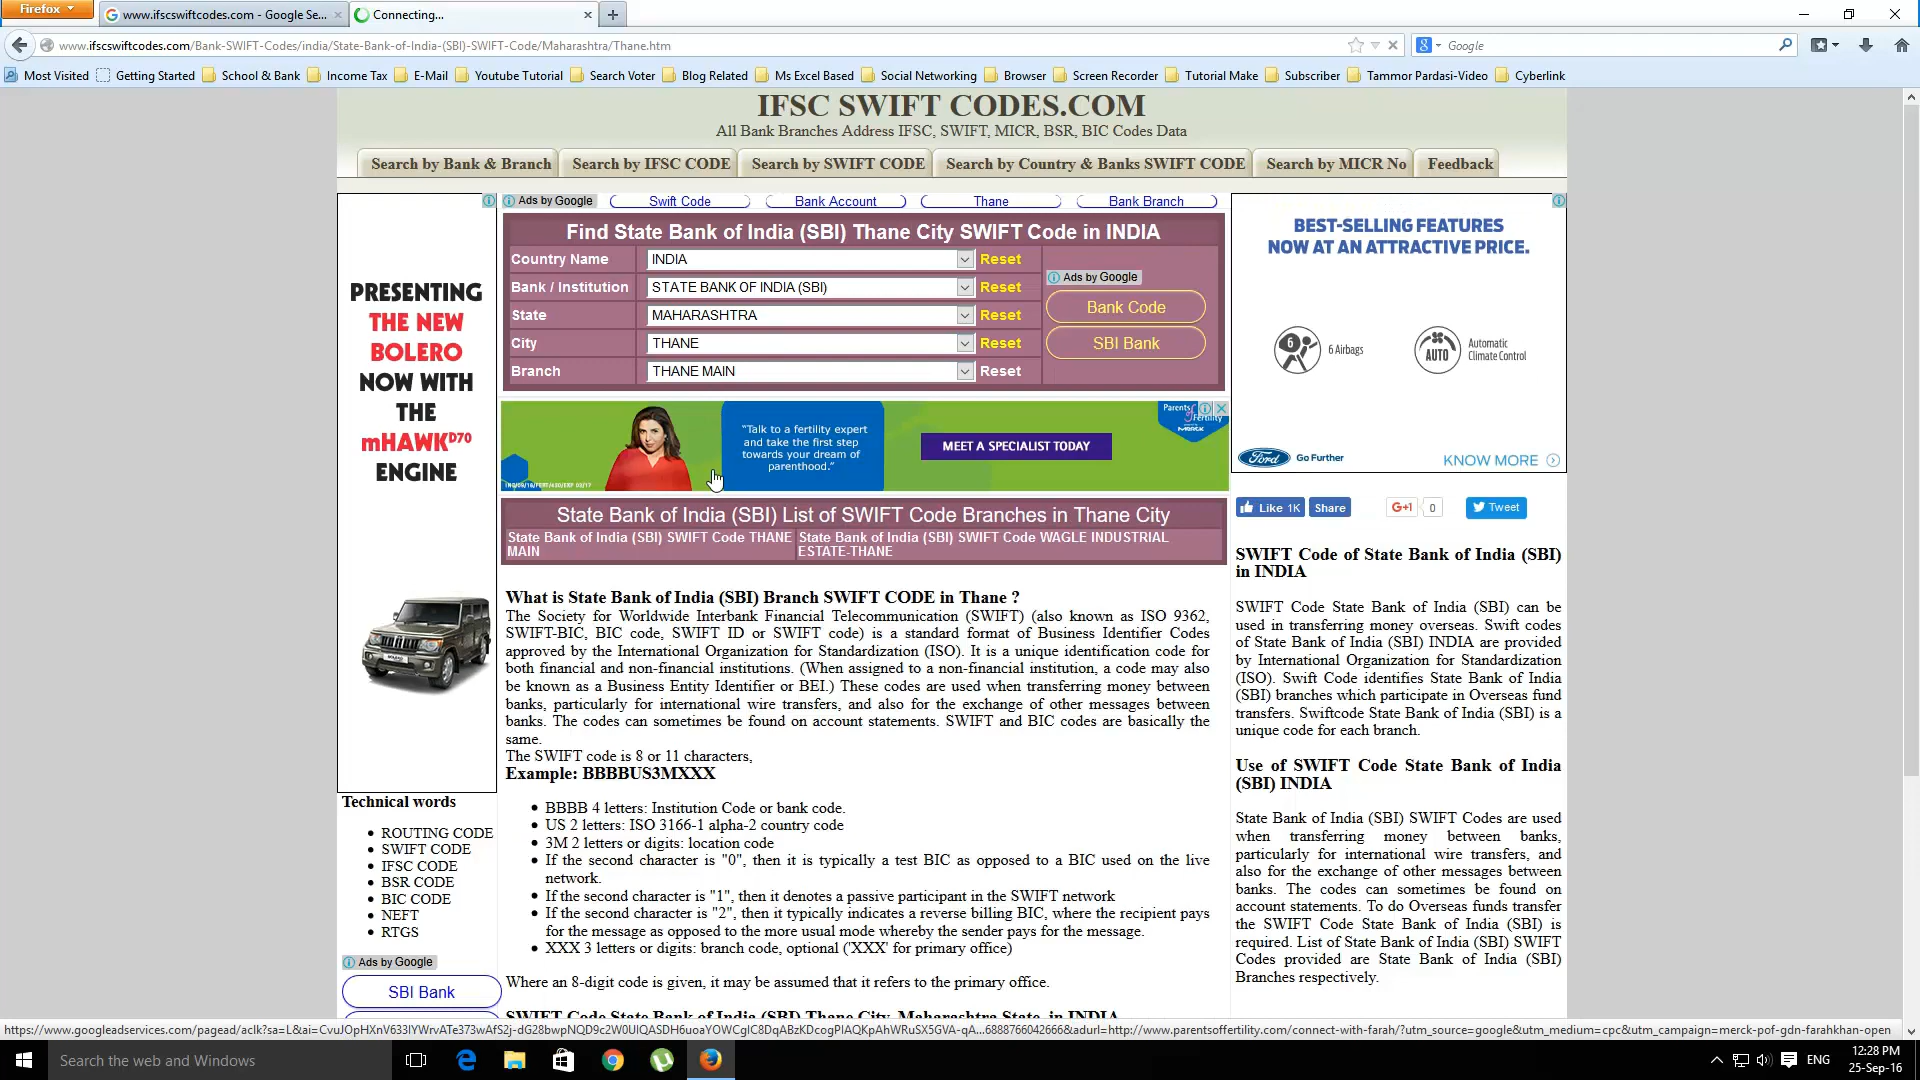 Firefox
www.ifscswiftcodes.com - Google Se...
Connecting...
www.ifscswiftcodes.com/Bank-SWIFT-Codes/india/State-Bank-of-India-(SBI)-SWIFT-Code/Maharashtra/Thane.htm
Google
Most Visited Getting Started School & Bank Income Tax E-Mail Youtube Tutorial Search Voter Blog Related Ms Excel Based Social Networking Browser Screen Recorder Tutorial Make Subscriber Tammor Pardasi-Video Cyberlink
IFSC SWIFT CODES.COM
All Bank Branches Address IFSC, SWIFT, MICR, BSR, BIC Codes Data
Search by Bank & Branch Search by IFSC CODE Search by SWIFT CODE Search by Country & Banks SWIFT CODE Search by MICR No Feedback
PRESENTING
THE NEW
BOLERO
NOW WITH
THE
mHAWKD70
ENGINE
Technical words
ROUTING CODE
SWIFT CODE
IFSC CODE
BSR CODE
BIC CODE
NEFT
RTGS
Ads by Google
SBI Bank
Ads by Google Swift Code Bank Account Thane Bank Branch
Find State Bank of India (SBI) Thane City SWIFT Code in INDIA
Country Name INDIA Reset
Bank / Institution STATE BANK OF INDIA (SBI) Reset
State MAHARASHTRA Reset
City THANE Reset
Branch THANE MAIN Reset
Ads by Google
Bank Code
SBI Bank
"Talk to a fertility expert
and take the first step
towards your dream of
parenthood."
MEET A SPECIALIST TODAY
Parents
of Fertility
MERCK
State Bank of India (SBI) List of SWIFT Code Branches in Thane City
State Bank of India (SBI) SWIFT Code THANE
MAIN
State Bank of India (SBI) SWIFT Code WAGLE INDUSTRIAL
ESTATE-THANE
What is State Bank of India (SBI) Branch SWIFT CODE in Thane ?
The Society for Worldwide Interbank Financial Telecommunication (SWIFT) (also known as ISO 9362,
SWIFT-BIC, BIC code, SWIFT ID or SWIFT code) is a standard format of Business Identifier Codes
approved by the International Organization for Standardization (ISO). It is a unique identification code for
both financial and non-financial institutions. (When assigned to a non-financial institution, a code may also
be known as a Business Entity Identifier or BEI.) These codes are used when transferring money between
banks, particularly for international wire transfers, and also for the exchange of other messages between
banks. The codes can sometimes be found on account statements. SWIFT and BIC codes are basically the
same.
The SWIFT code is 8 or 11 characters,
Example: BBBBUS3MXXX
BBBB 4 letters: Institution Code or bank code.
US 2 letters: ISO 3166-1 alpha-2 country code
3M 2 letters or digits: location code
If the second character is "0", then it is typically a test BIC as opposed to a BIC used on the live
network.
If the second character is "1", then it denotes a passive participant in the SWIFT network
If the second character is "2", then it typically indicates a reverse billing BIC, where the recipient pays
for the message as opposed to the more usual mode whereby the sender pays for the message.
XXX 3 letters or digits: branch code, optional ('XXX' for primary office)
Where an 8-digit code is given, it may be assumed that it refers to the primary office.
SWIFT CODE State Bank of India (SBI) Thane City, Maharashtra State, in INDIA
BEST-SELLING FEATURES
NOW AT AN ATTRACTIVE PRICE.
6 Airbags
AUTO
Automatic
Climate Control
Ford Go Further KNOW MORE
Like 1K Share G+1 0 Tweet
SWIFT Code of State Bank of India (SBI)
in INDIA
SWIFT Code State Bank of India (SBI) can be
used in transferring money overseas. Swift codes
of State Bank of India (SBI) INDIA are provided
by International Organization for Standardization
(ISO). Swift Code identifies State Bank of India
(SBI) branches which participate in Overseas fund
transfers. Swiftcode State Bank of India (SBI) is a
unique code for each branch.
Use of SWIFT Code State Bank of India
(SBI) INDIA
State Bank of India (SBI) SWIFT Codes are used
when transferring money between banks,
particularly for international wire transfers, and
also for the exchange of other messages between
banks. The codes can sometimes be found on
account statements. To do Overseas funds transfer
the SWIFT Code State Bank of India (SBI) is
required. List of State Bank of India (SBI) SWIFT
Codes provided are State Bank of India (SBI)
Branches respectively.
Search the web and Windows
ENG
12:28 PM
25-Sep-16